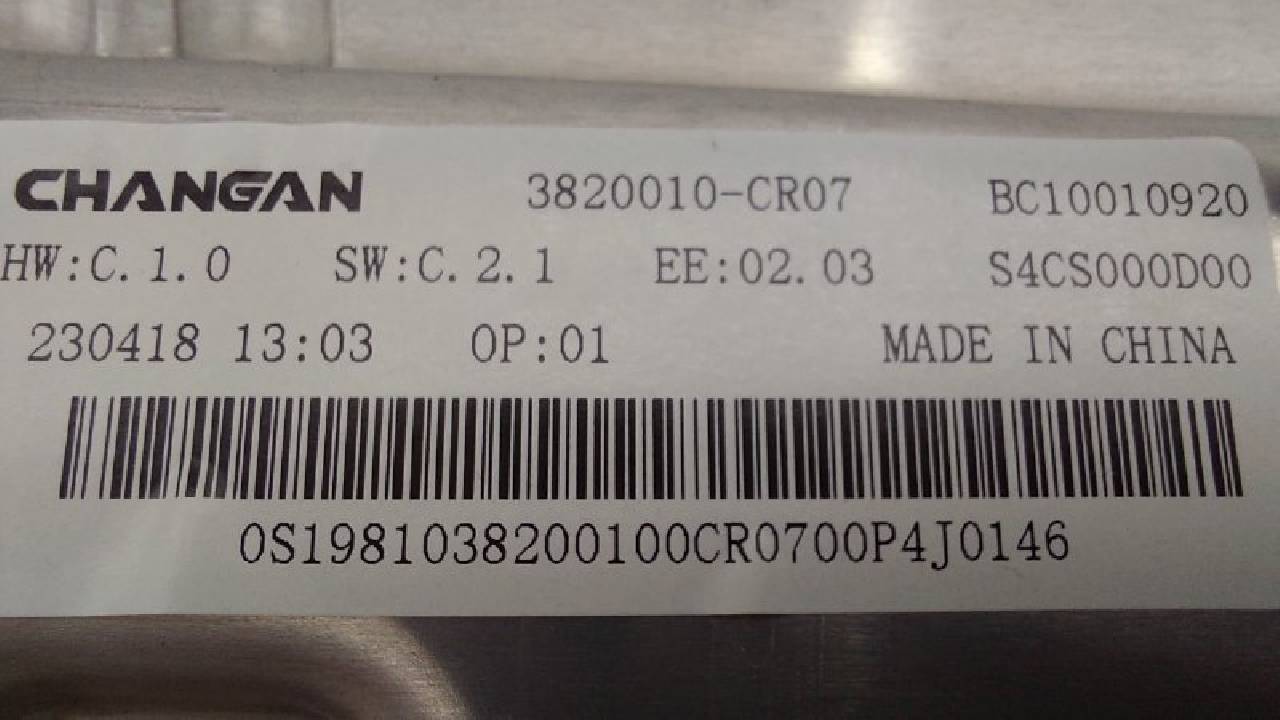 CHANGAN 3820010-CR07 BC10010920
HW:C.1.0 SW:C.2.1 EE:02.03 S4CS000D00
230418 13:03 OP:01 MADE IN CHINA
0S1981038200100CR0700P4J0146